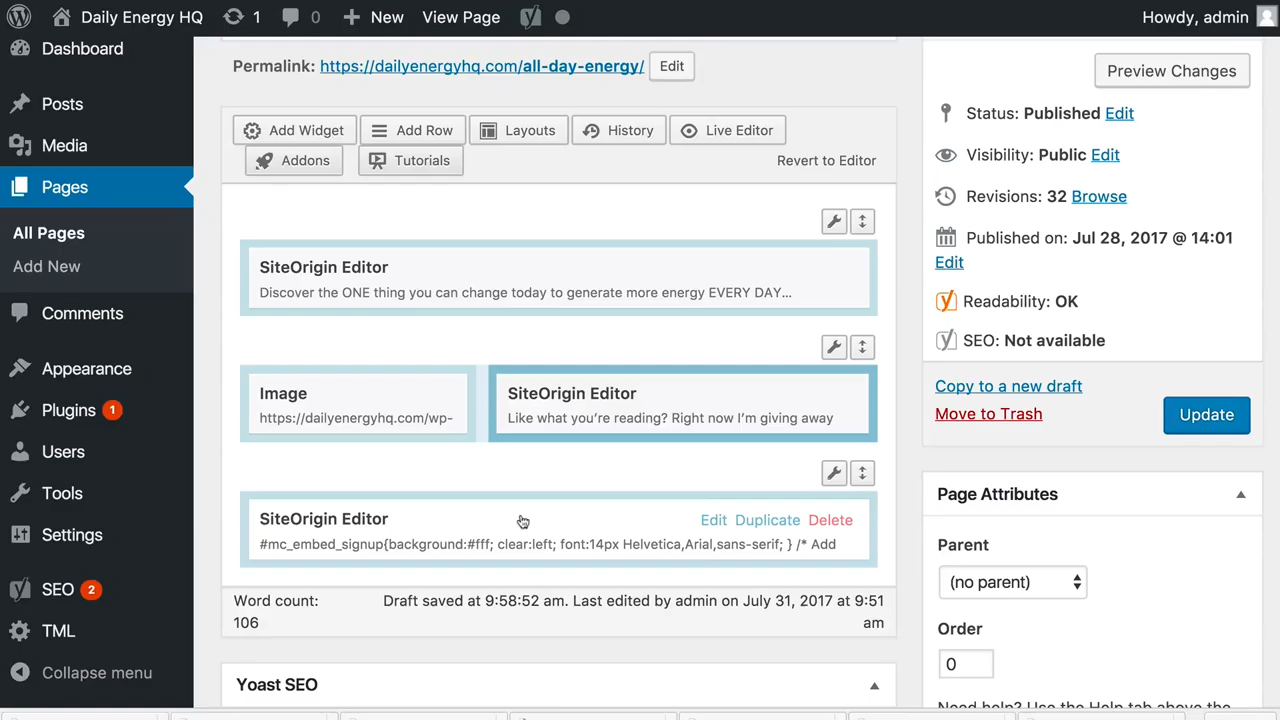 Daily Energy HQ 1 0 New View Page Howdy, admin
Dashboard
Posts
Media
Pages
All Pages
Add New
Comments
Appearance
Plugins 1
Users
Tools
Settings
SEO 2
TML
Collapse menu
Permalink: https://dailyenergyhq.com/all-day-energy/ Edit
Add Widget Add Row Layouts History Live Editor
Addons Tutorials Revert to Editor
SiteOrigin Editor
Discover the ONE thing you can change today to generate more energy EVERY DAY...
Image
https://dailyenergyhq.com/wp-
SiteOrigin Editor
Like what you're reading? Right now I'm giving away
SiteOrigin Editor Edit Duplicate Delete
#mc_embed_signup{background:#fff; clear:left; font:14px Helvetica,Arial,sans-serif; } /* Add
Word count: 
106
Draft saved at 9:58:52 am. Last edited by admin on July 31, 2017 at 9:51
am
Yoast SEO
Preview Changes
Status: Published Edit
Visibility: Public Edit
Revisions: 32 Browse
Published on: Jul 28, 2017 @ 14:01
Edit
Readability: OK
SEO: Not available
Copy to a new draft
Move to Trash
Update
Page Attributes
Parent
(no parent)
Order
0
Need help? Use the Help tab above the